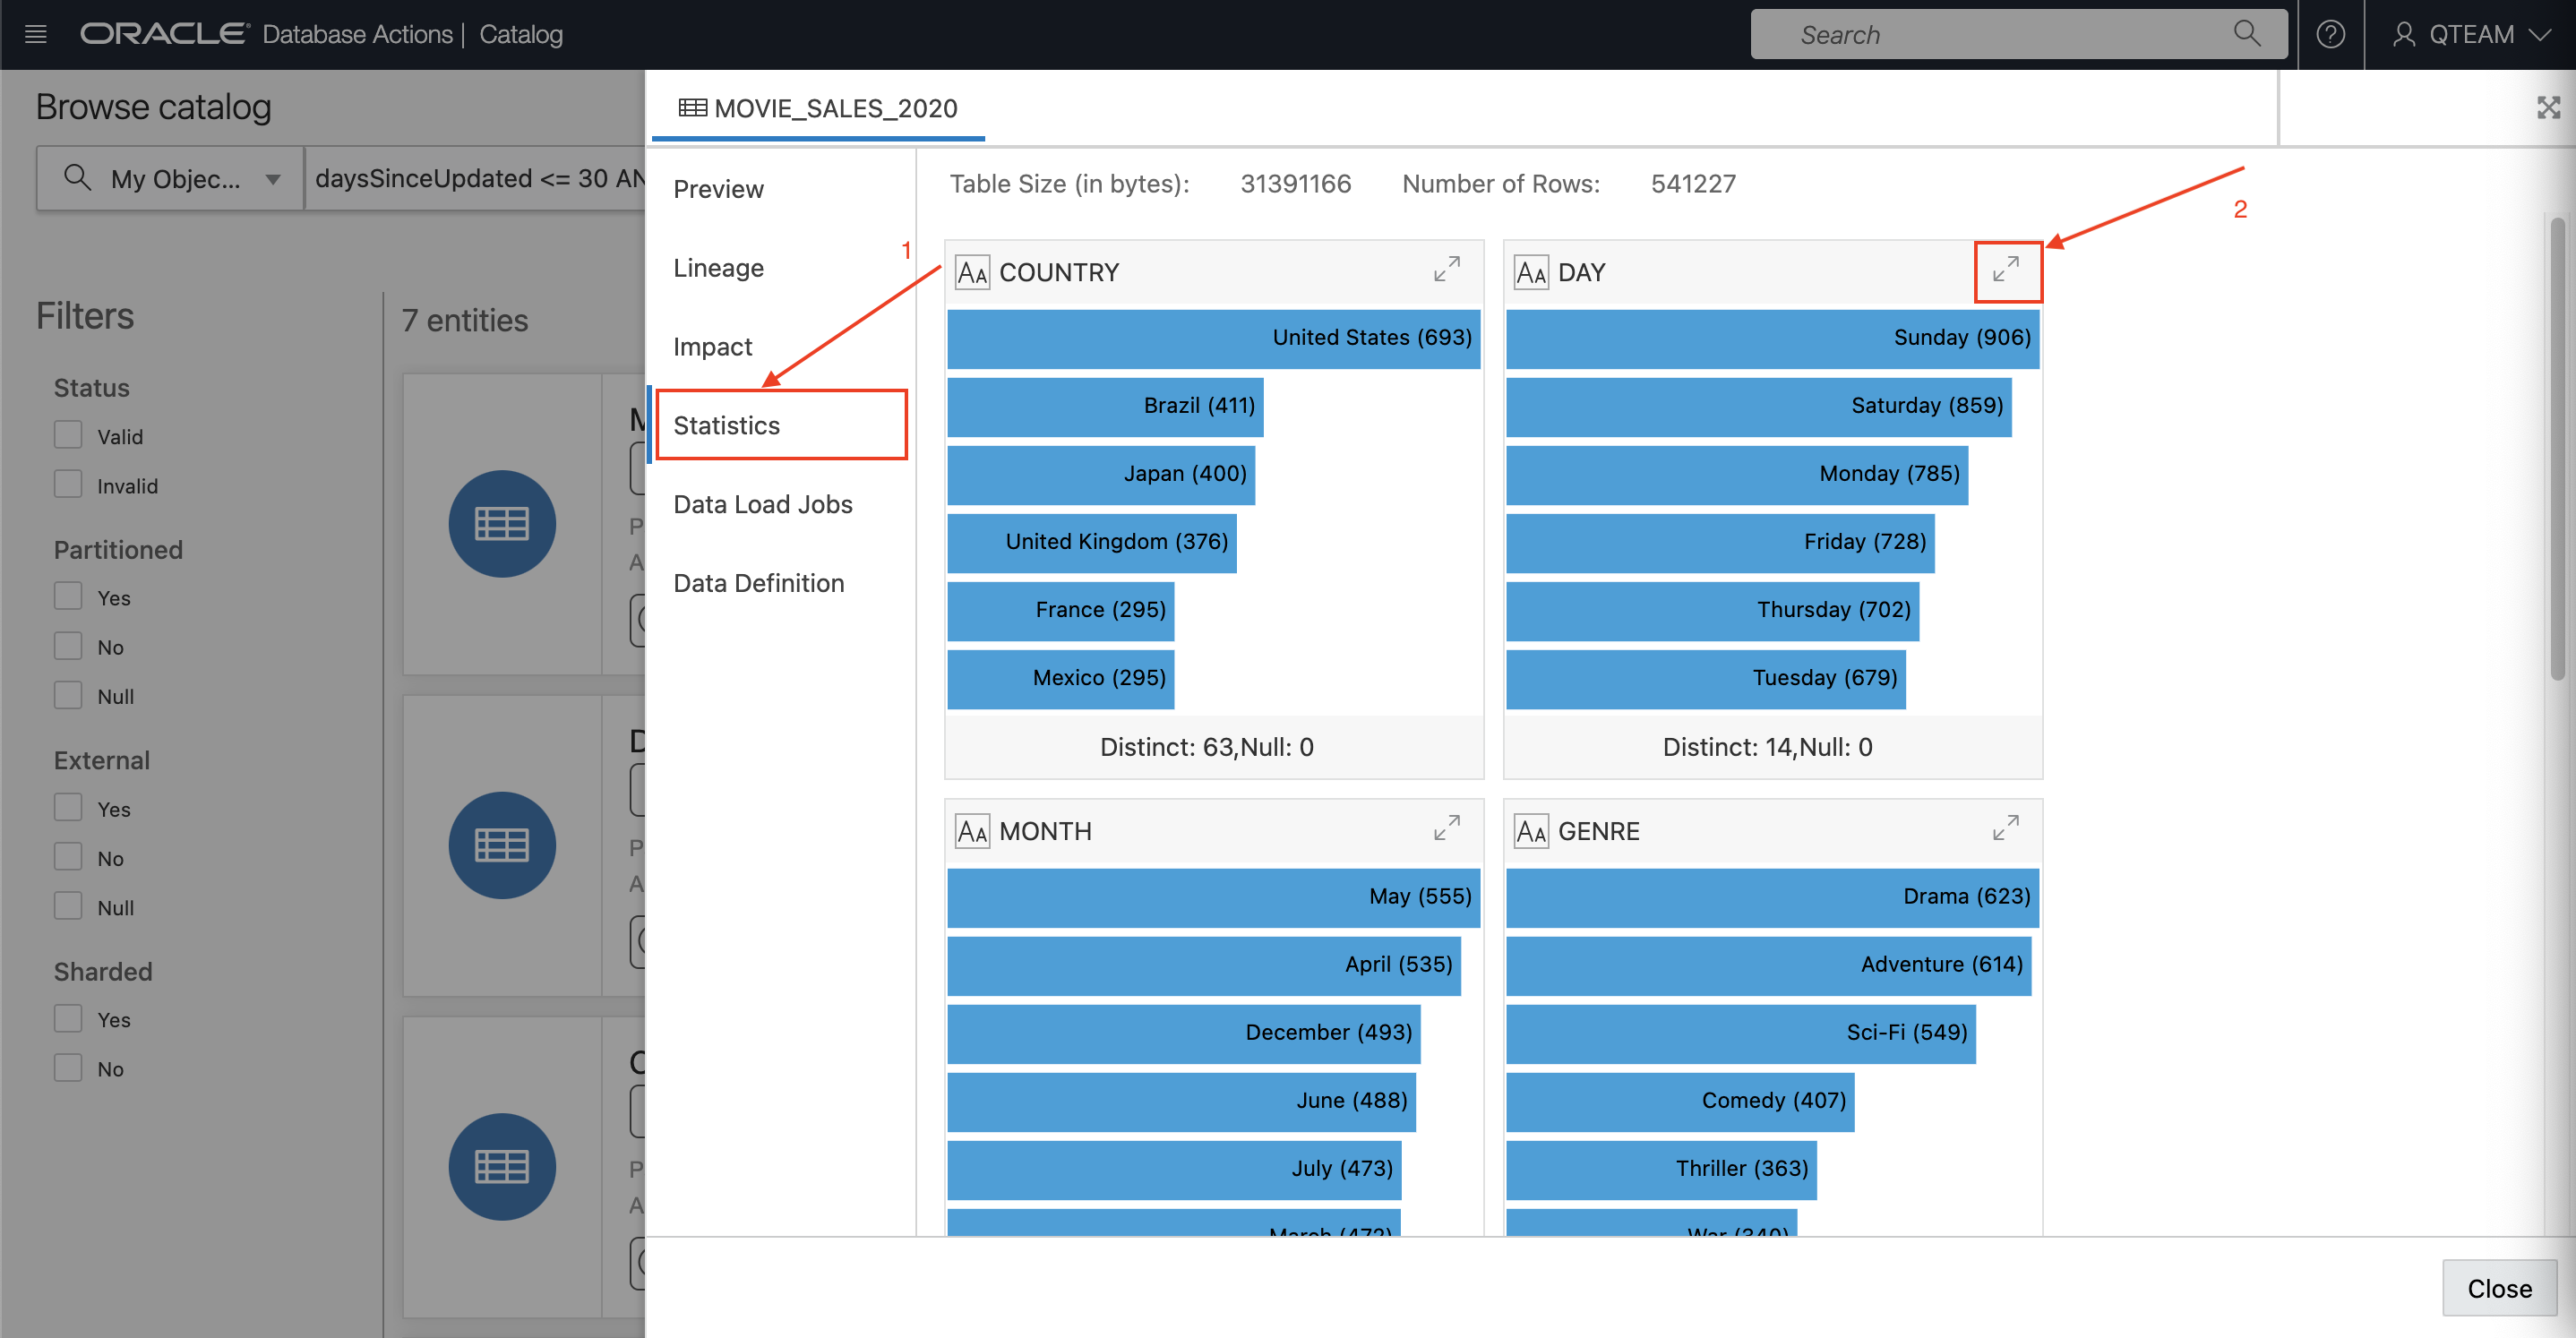 ORACLE Database Actions | Catalog
Search
QTEAM
Browse catalog
My Objec...
daysSinceUpdated <= 30 AN
Filters
7 entities
Status
Valid
Invalid
Partitioned
Yes
No
Null
External
Yes
No
Null
Sharded
Yes
No
M
P
A
D
P
A
P
A
MOVIE_SALES_2020
Preview
Lineage
Impact
Statistics
Data Load Jobs
Data Definition
1
2
Table Size (in bytes): 31391166 Number of Rows: 541227
COUNTRY
United States (693)
Brazil (411)
Japan (400)
United Kingdom (376)
France (295)
Mexico (295)
Distinct: 63,Null: 0
DAY
Sunday (906)
Saturday (859)
Monday (785)
Friday (728)
Thursday (702)
Tuesday (679)
Distinct: 14,Null: 0
MONTH
May (555)
April (535)
December (493)
June (488)
July (473)
March (472)
GENRE
Drama (623)
Adventure (614)
Sci-Fi (549)
Comedy (407)
Thriller (363)
War (340)
Close